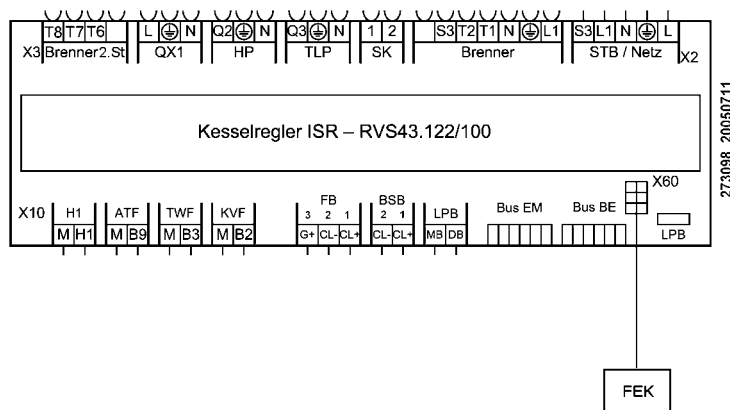 T8 T7 T6 L N Q2 N Q3 N 1 2 S3 T2 T1 N L1 S3 L1 N L
X3 Brenner2.St QX1 HP TLP SK Brenner STB / Netz X2
Kesselregler ISR – RVS43.122/100
273098_20050711
X60
X10 H1 ATF TWF KVF FB BSB LPB Bus EM Bus BE
3 2 1 2 1
M H1 M B9 M B3 M B2 G+ CL- CL+ CL- CL+ MB DB LPB
FEK